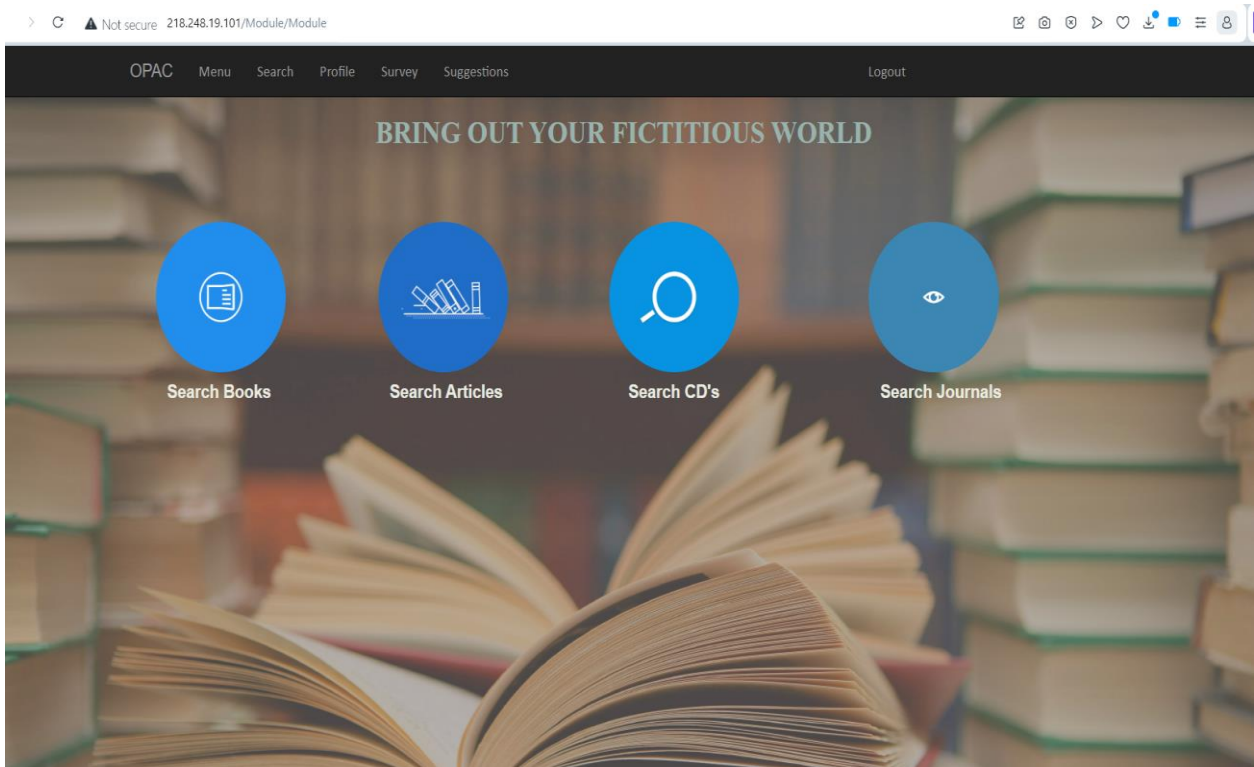 Not secure 218.248.19.101/Module/Module
OPAC Menu Search Profile Survey Suggestions Logout
BRING OUT YOUR FICTITIOUS WORLD
Search Books Search Articles Search CD's Search Journals